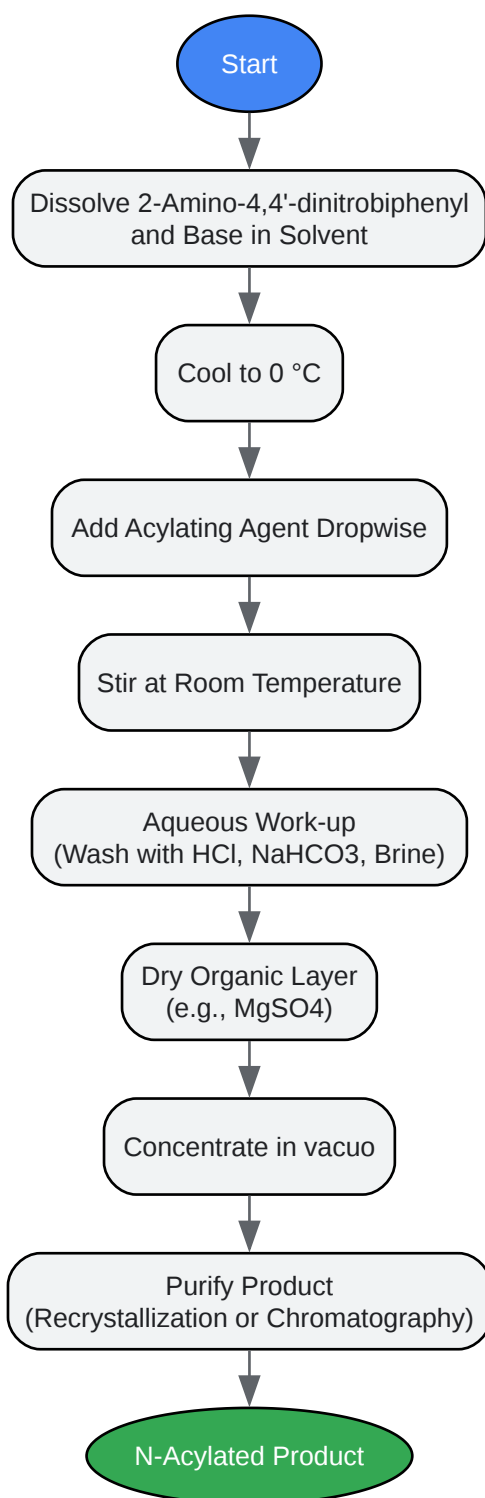 Start
Dissolve 2-Amino-4,4'-dinitrobiphenyl
and Base in Solvent
Cool to 0 °C
Add Acylating Agent Dropwise
Stir at Room Temperature
Aqueous Work-up
(Wash with HCl, NaHCO3, Brine)
Dry Organic Layer
(e.g., MgSO4)
Concentrate in vacuo
Purify Product
(Recrystallization or Chromatography)
N-Acylated Product